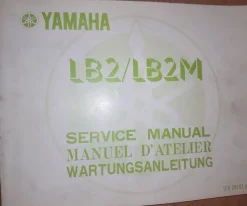 YAMAHA
LB2/LB2M
SERVICE MANUAL
MANUEL D'ATELIER
WARTUNGSANLEITUNG